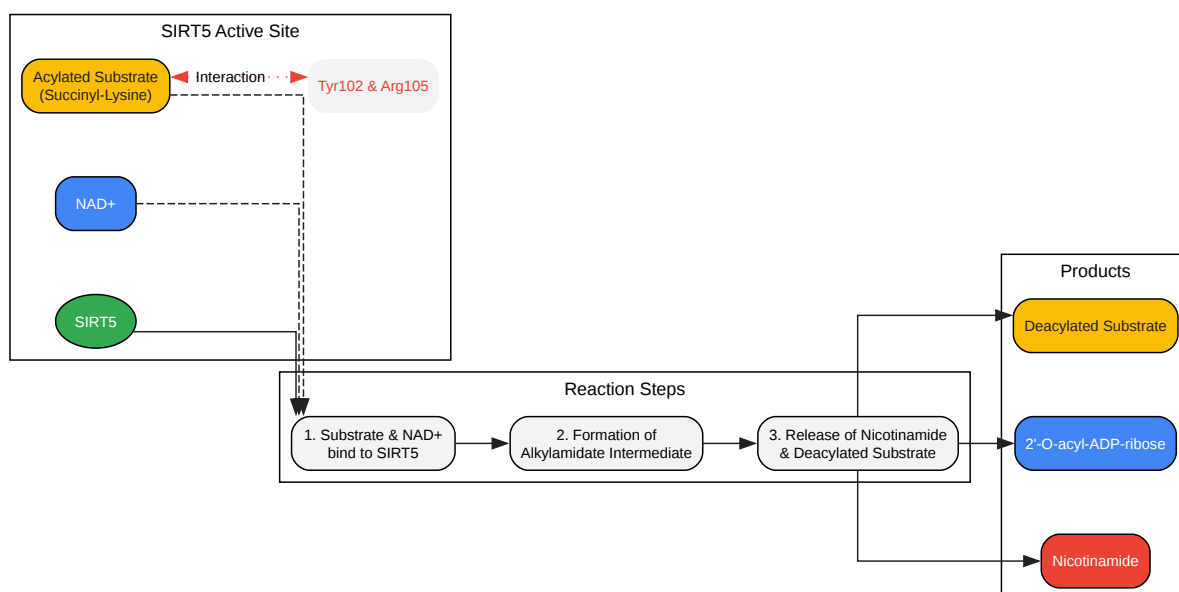 SIRT5 Active Site
Acylated Substrate
(Succinyl-Lysine)
Interaction
Tyr102 & Arg105
NAD+
SIRT5
Reaction Steps
1. Substrate & NAD+
bind to SIRT5
2. Formation of
Alkylamidate Intermediate
3. Release of Nicotinamide
& Deacylated Substrate
Products
Deacylated Substrate
2'-O-acyl-ADP-ribose
Nicotinamide